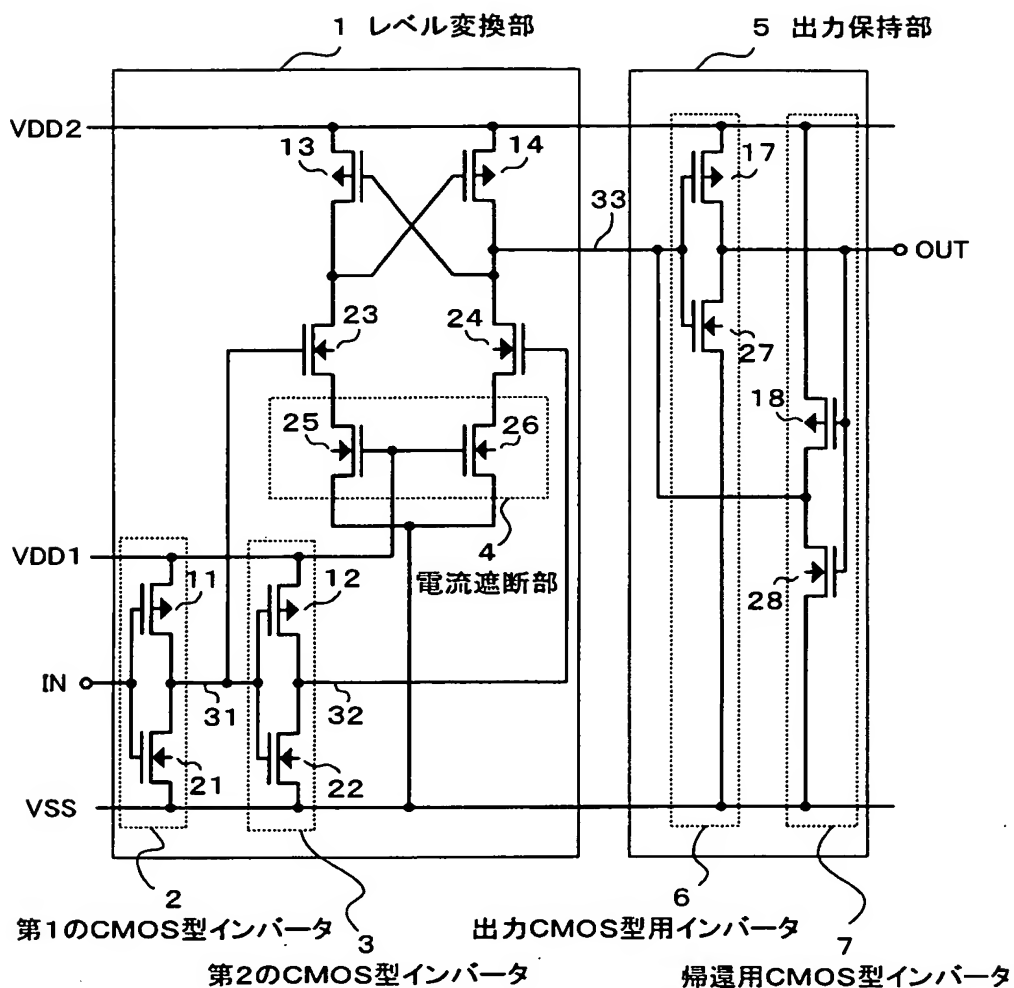 1 レベル変換部
5 出力保持部
VDD2
13
14
17
33
OUT
23
24
27
18
25
26
VDD1
4
電流遮断部
11
12
28
IN
31
32
21
22
VSS
2
第1のCMOS型インバータ
3
第2のCMOS型インバータ
6
出力CMOS型用インバータ
7
帰還用CMOS型インバータ